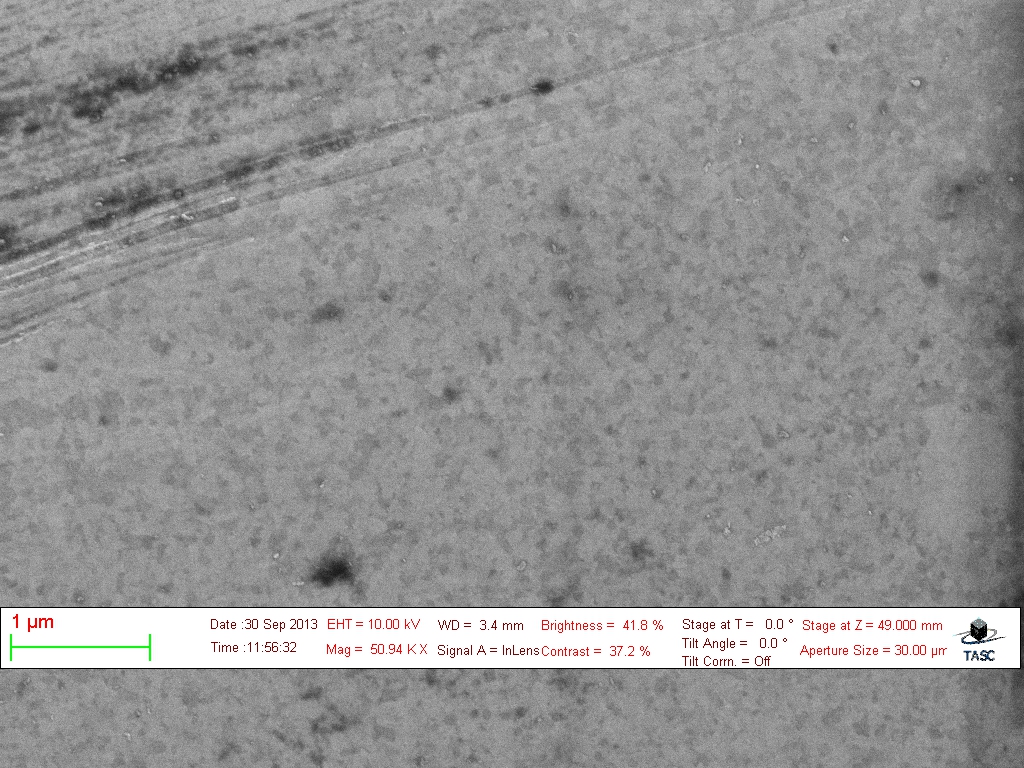 1 µm
Date :30 Sep 2013 EHT = 10.00 kV WD = 3.4 mm Brightness = 41.8 % Stage at T = 0.0 ° Stage at Z = 49.000 mm
Time :11:56:32 Mag = 50.94 K X Signal A = InLens Contrast = 37.2 % Tilt Angle = 0.0 ° Aperture Size = 30.00 µm
Tilt Corrn. = Off
TASC